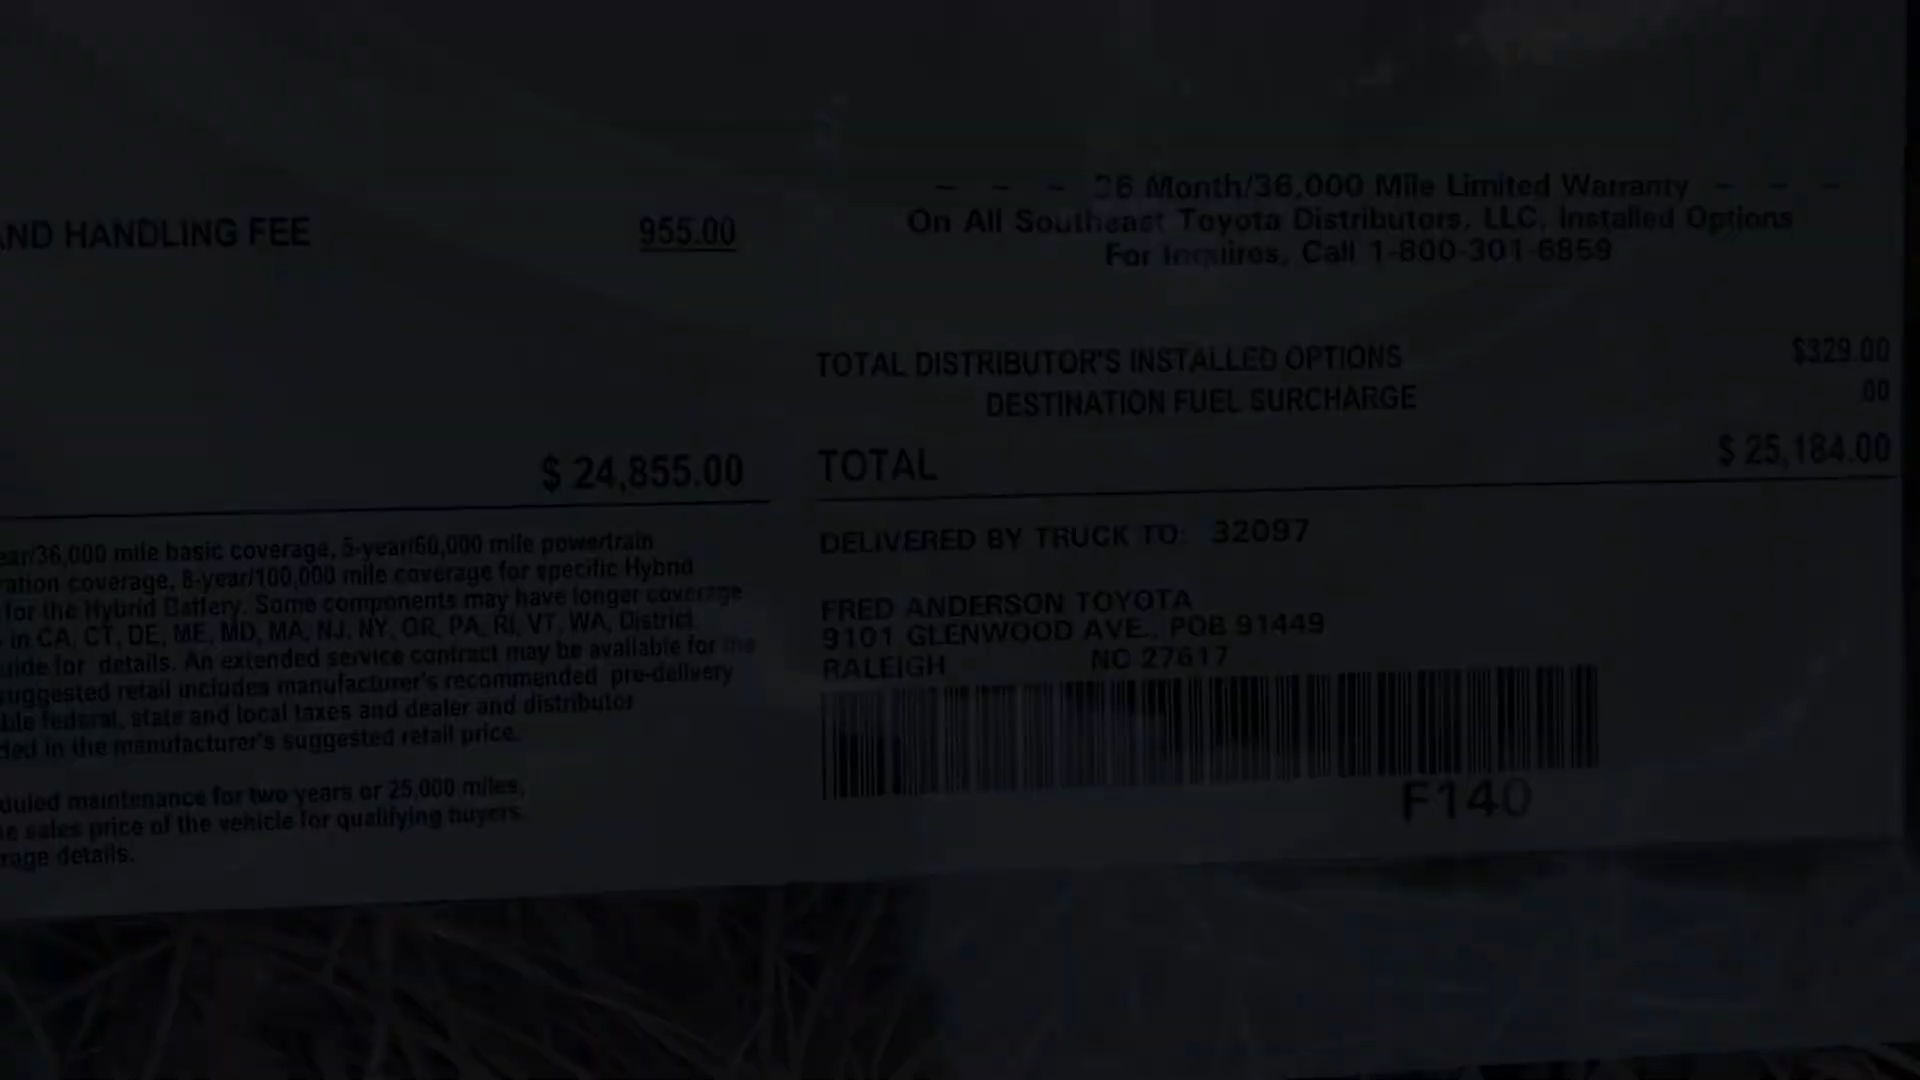 AND HANDLING FEE 955.00
$ 24,855.00
ear/36,000 mile basic coverage, 5-year/60,000 mile powertrain
ration coverage, 8-year/100,000 mile coverage for specific Hybrid
for the Hybrid Battery. Some components may have longer coverage
in CA, CT, DE, ME, MD, MA, NJ, NY, OR, PA, RI, VT, WA, District
uide for details. An extended service contract may be available for the
suggested retail includes manufacturer's recommended pre-delivery
ble federal, state and local taxes and dealer and distributor
ded in the manufacturer's suggested retail price.
duled maintenance for two years or 25,000 miles,
e sales price of the vehicle for qualifying buyers.
rage details.
- - - 36 Month/36,000 Mile Limited Warranty - - -
On All Southeast Toyota Distributors, LLC, Installed Options
For Inquires, Call 1-800-301-6859
TOTAL DISTRIBUTOR'S INSTALLED OPTIONS $329.00
DESTINATION FUEL SURCHARGE 00
TOTAL $ 25,184.00
DELIVERED BY TRUCK TO: 32097
FRED ANDERSON TOYOTA
9101 GLENWOOD AVE., POB 91449
RALEIGH NC 27617
F140